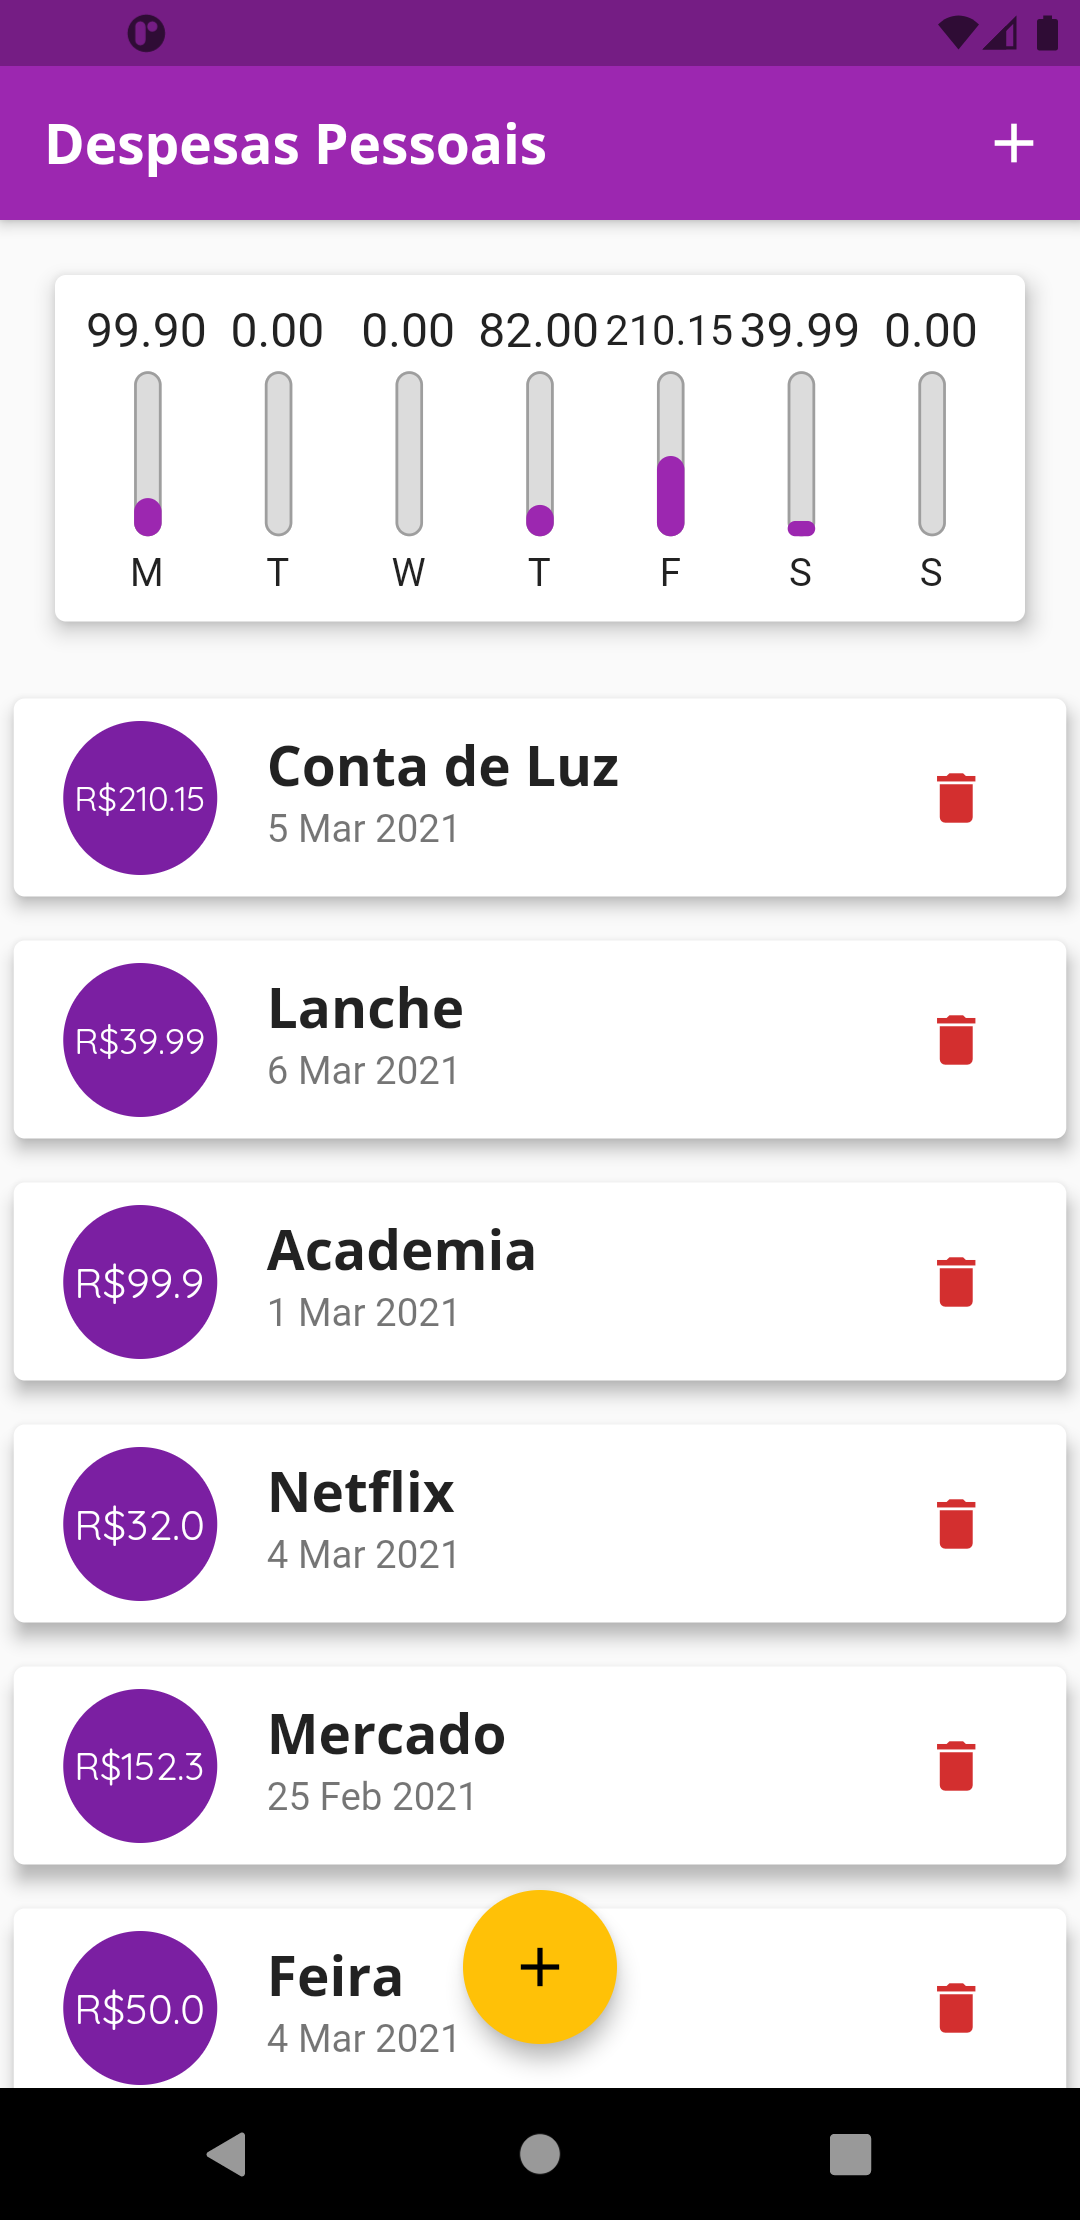 Despesas Pessoais
99.90 0.00 0.00 82.00 210.15 39.99 0.00
M T W T F S S
R$210.15
Conta de Luz
5 Mar 2021
R$39.99
Lanche
6 Mar 2021
R$99.9
Academia
1 Mar 2021
R$32.0
Netflix
4 Mar 2021
R$152.3
Mercado
25 Feb 2021
R$50.0
Feira
4 Mar 2021